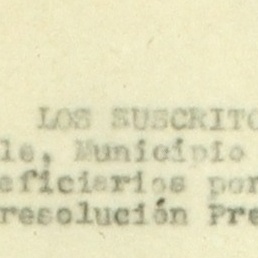 LOS SUSCRITO
le, Municipio
eficiarios por
resolución Pre